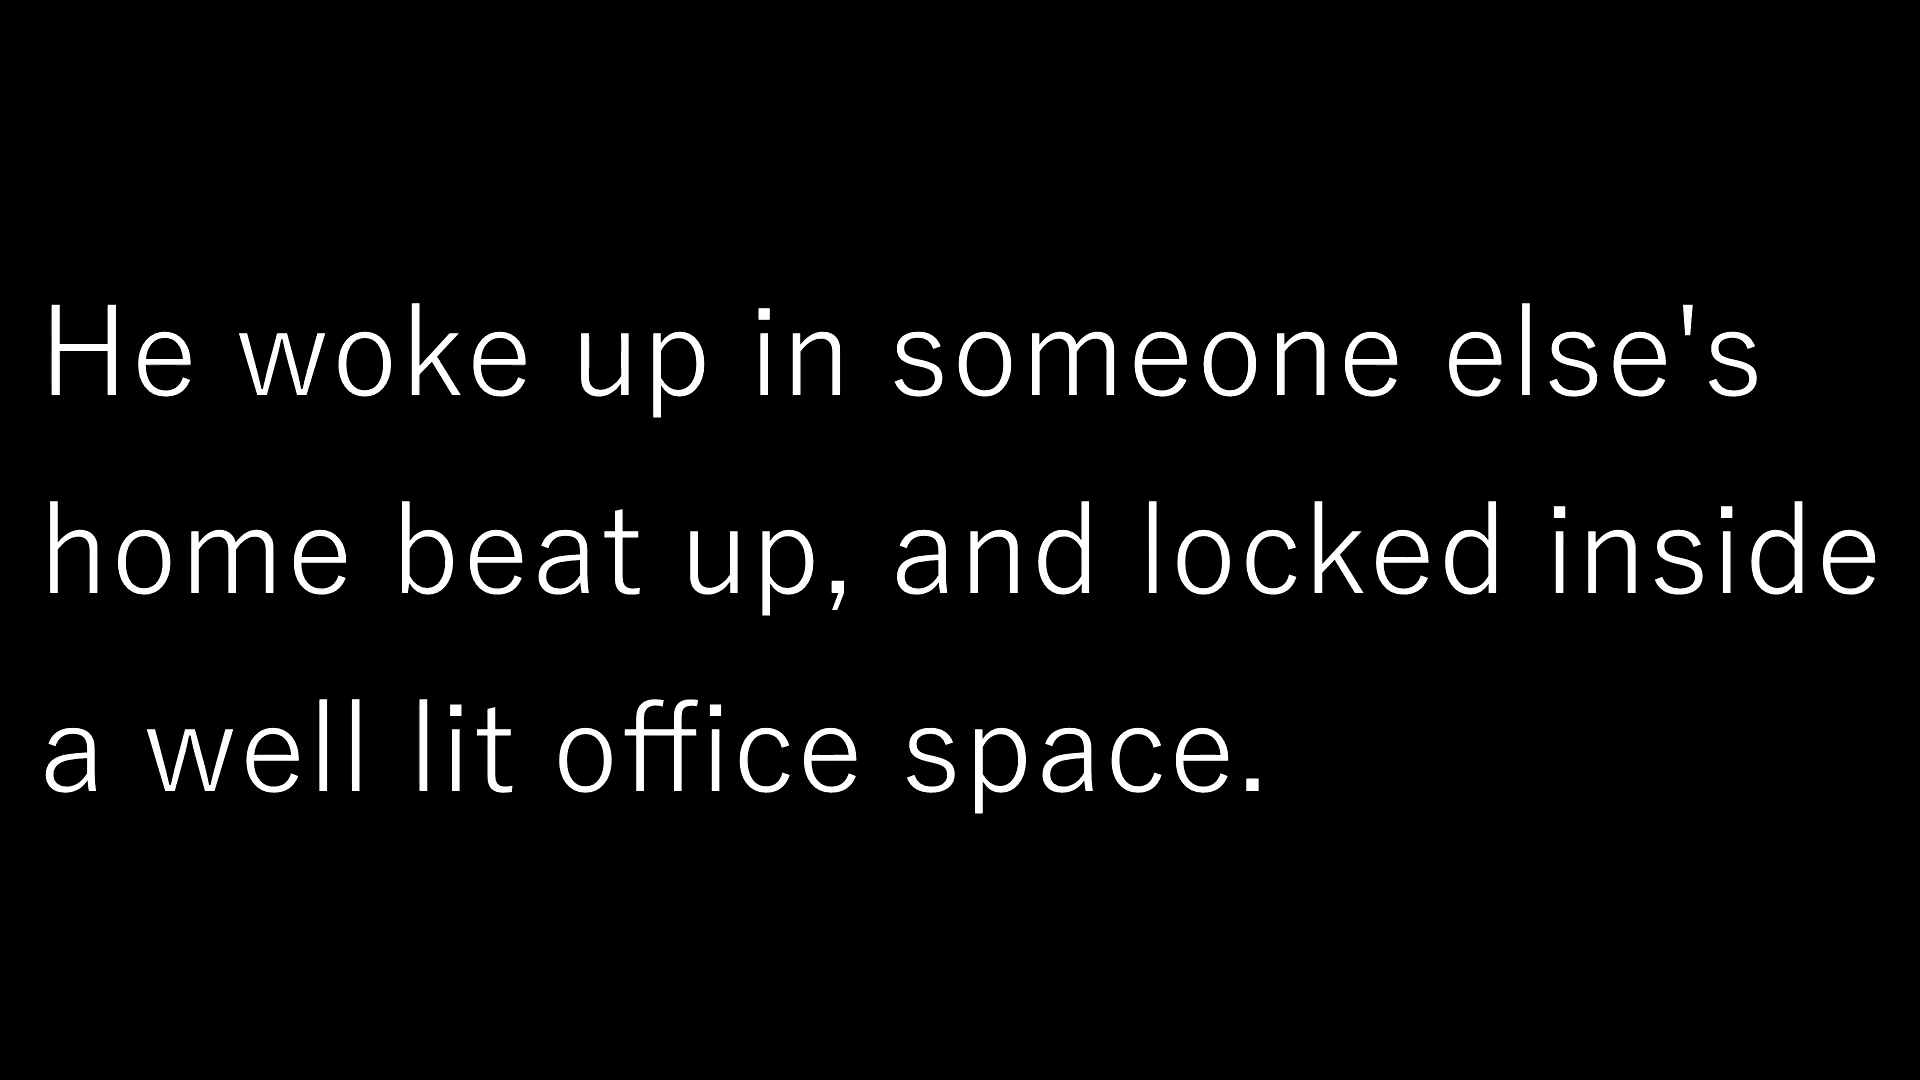 He woke up in someone else's
home beat up, and locked inside
a well lit office space.